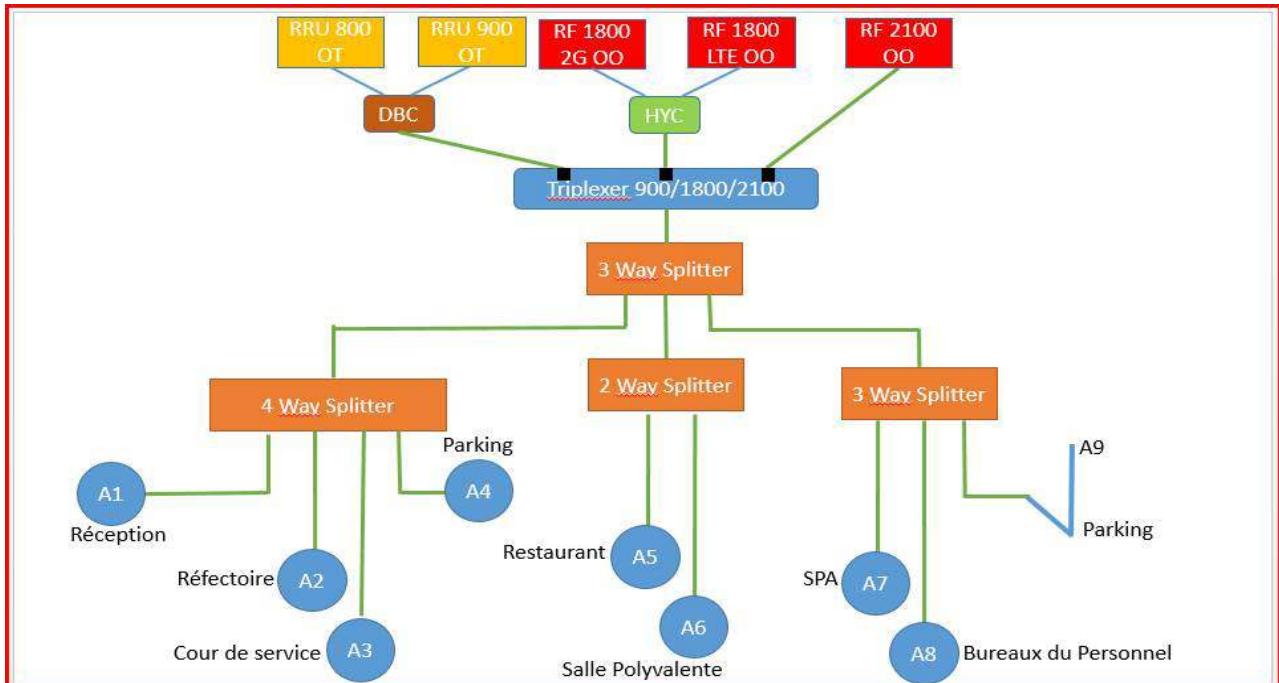 RRU 800
OT
RRU 900
OT
RF 1800
2G OO
RF 1800
LTE OO
RF 2100
OO
DBC
HYC
Triplexer 900/1800/2100
3 Way Splitter
4 Way Splitter
2 Way Splitter
3 Way Splitter
Parking
A1
A4
Réception
Réfectoire
A2
Cour de service
A3
Restaurant
A5
A6
Salle Polyvalente
A9
Parking
SPA
A7
A8
Bureaux du Personnel